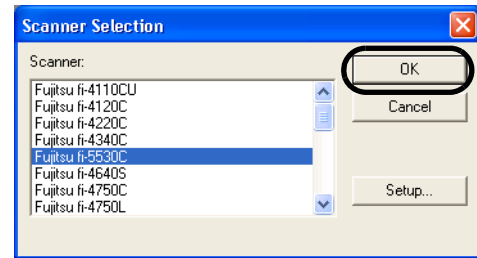 Scanner Selection
Scanner:
OK
Fujitsu fi-4110CU
Fujitsu fi-4120C
Cancel
Fujitsu fi-4220C
Fujitsu fi-4340C
Fujitsu fi-5530C
Fujitsu fi-4640S
Fujitsu fi-4750C
Setup...
Fujitsu fi-4750L